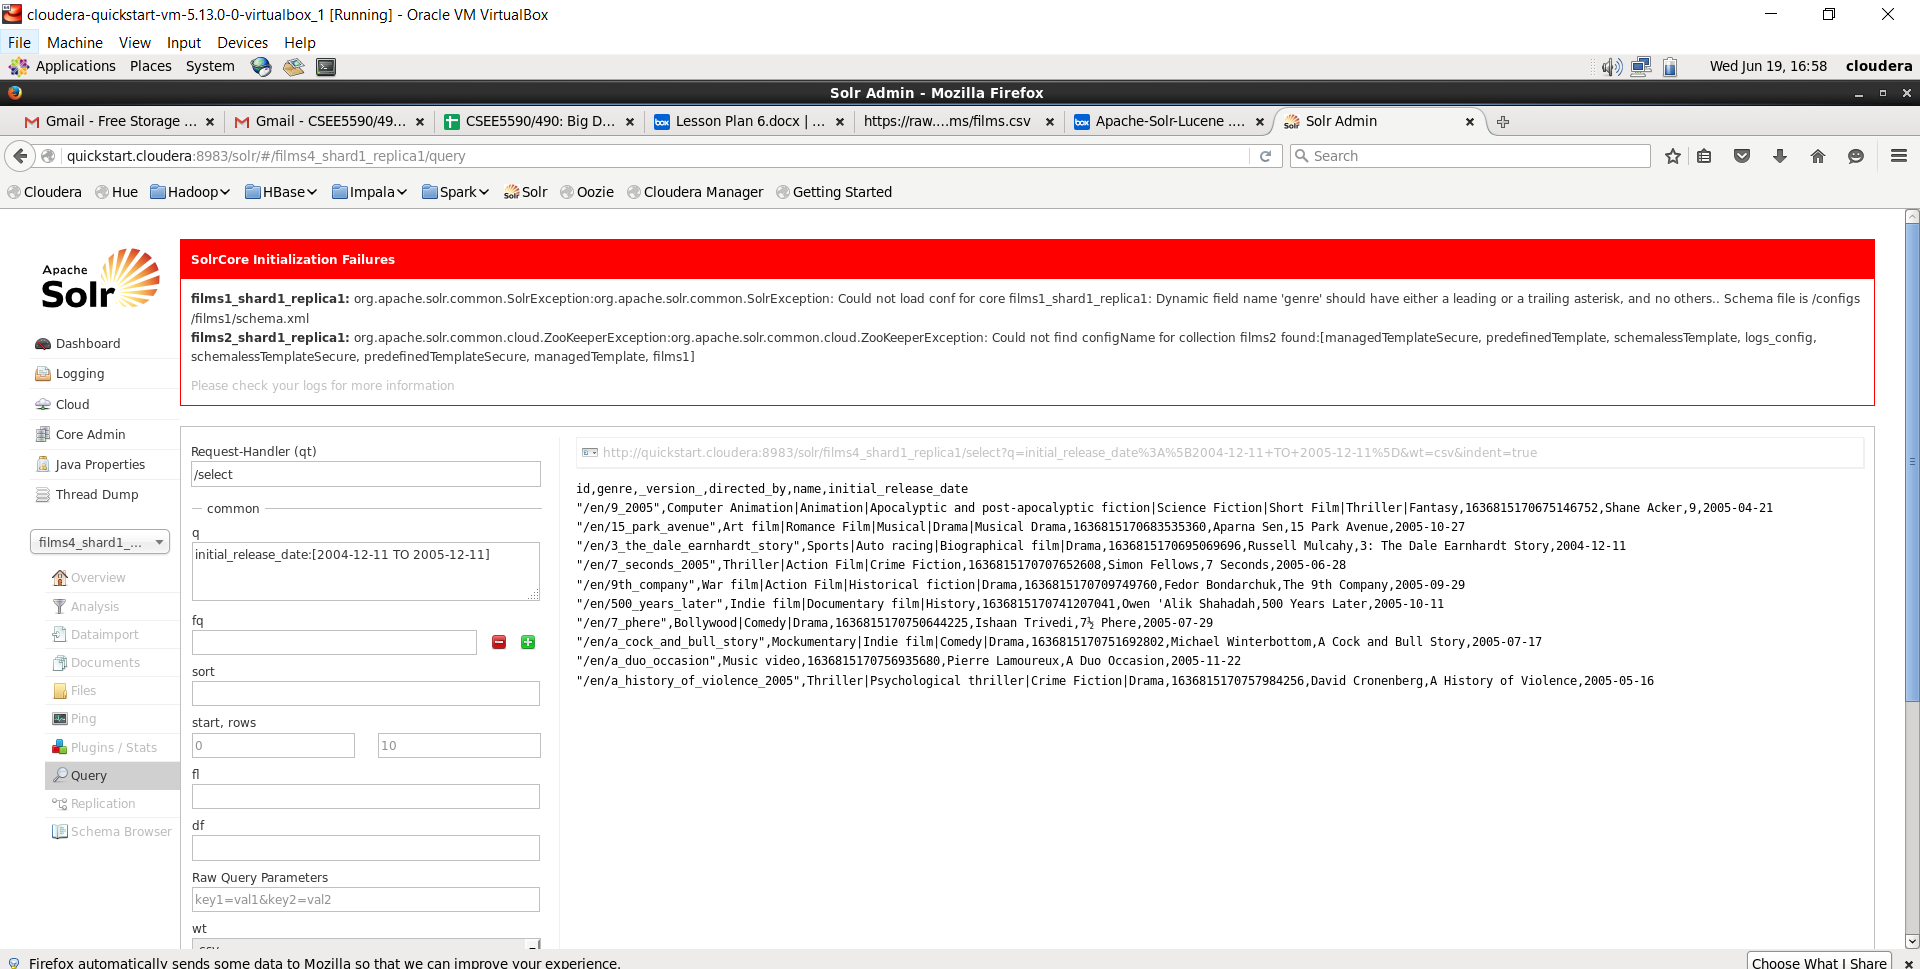 cloudera-quickstart-vm-5.13.0-0-virtualbox_1 [Running] - Oracle VM VirtualBox
File Machine View Input Devices Help
Applications Places System Wed Jun 19, 16:58 cloudera
Solr Admin - Mozilla Firefox
Gmail - Free Storage ... Gmail - CSEE5590/49... CSEE5590/490: Big D... Lesson Plan 6.docx | ... https://raw....ms/films.csv Apache-Solr-Lucene .... Solr Admin
quickstart.cloudera:8983/solr/#/films4_shard1_replica1/query Search
Cloudera Hue Hadoop HBase Impala Spark Solr Oozie Cloudera Manager Getting Started
Apache
Solr
SolrCore Initialization Failures
films1_shard1_replica1: org.apache.solr.common.SolrException:org.apache.solr.common.SolrException: Could not load conf for core films1_shard1_replica1: Dynamic field name 'genre' should have either a leading or a trailing asterisk, and no others.. Schema file is /configs
/films1/schema.xml
films2_shard1_replica1: org.apache.solr.common.cloud.ZooKeeperException:org.apache.solr.common.cloud.ZooKeeperException: Could not find configName for collection films2 found:[managedTemplateSecure, predefinedTemplate, schemalessTemplate, logs_config,
schemalessTemplateSecure, predefinedTemplateSecure, managedTemplate, films1]
Please check your logs for more information
Dashboard
Logging
Cloud
Core Admin
Java Properties
Thread Dump
films4_shard1_...
Overview
Analysis
Dataimport
Documents
Files
Ping
Plugins / Stats
Query
Replication
Schema Browser
Request-Handler (qt)
/select
common
q
initial_release_date:[2004-12-11 TO 2005-12-11]
fq
sort
start, rows
0 10
fl
df
Raw Query Parameters
key1=val1&key2=val2
wt
csv
http://quickstart.cloudera:8983/solr/films4_shard1_replica1/select?q=initial_release_date%3A%5B2004-12-11+TO+2005-12-11%5D&wt=csv&indent=true
id,genre,_version_,directed_by,name,initial_release_date
"/en/9_2005",Computer Animation|Animation|Apocalyptic and post-apocalyptic fiction|Science Fiction|Short Film|Thriller|Fantasy,1636815170675146752,Shane Acker,9,2005-04-21
"/en/15_park_avenue",Art film|Romance Film|Musical|Drama|Musical Drama,1636815170683535360,Aparna Sen,15 Park Avenue,2005-10-27
"/en/3_the_dale_earnhardt_story",Sports|Auto racing|Biographical film|Drama,1636815170695069696,Russell Mulcahy,3: The Dale Earnhardt Story,2004-12-11
"/en/7_seconds_2005",Thriller|Action Film|Crime Fiction,1636815170707652608,Simon Fellows,7 Seconds,2005-06-28
"/en/9th_company",War film|Action Film|Historical fiction|Drama,1636815170709749760,Fedor Bondarchuk,The 9th Company,2005-09-29
"/en/500_years_later",Indie film|Documentary film|History,1636815170741207041,Owen 'Alik Shahadah,500 Years Later,2005-10-11
"/en/7_phere",Bollywood|Comedy|Drama,1636815170750644225,Ishaan Trivedi,7½ Phere,2005-07-29
"/en/a_cock_and_bull_story",Mockumentary|Indie film|Comedy|Drama,1636815170751692802,Michael Winterbottom,A Cock and Bull Story,2005-07-17
"/en/a_duo_occasion",Music video,1636815170756935680,Pierre Lamoureux,A Duo Occasion,2005-11-22
"/en/a_history_of_violence_2005",Thriller|Psychological thriller|Crime Fiction|Drama,1636815170757984256,David Cronenberg,A History of Violence,2005-05-16
Firefox automatically sends some data to Mozilla so that we can improve your experience. Choose What I Share